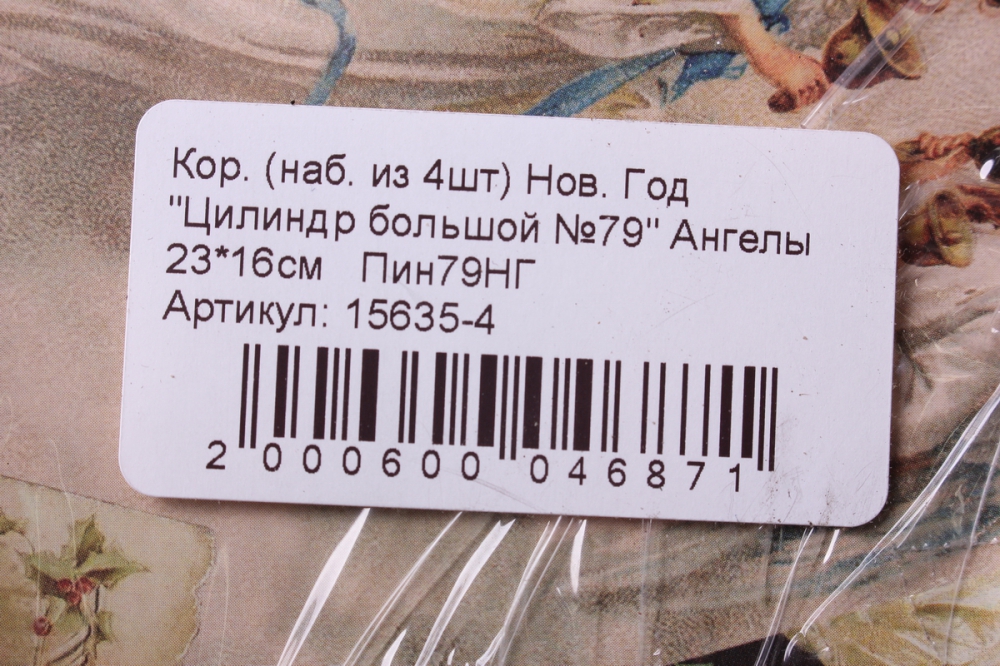 Кор. (наб. из 4шт) Нов. Год
"Цилиндр большой №79" Ангелы
23*16см Пин79НГ
Артикул: 15635-4
2 000600 046871